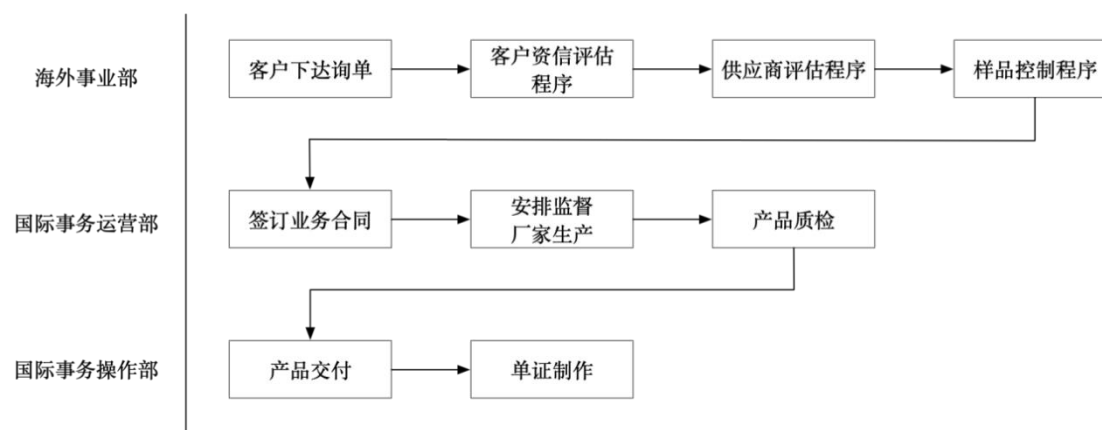 海外事业部
客户下达询单
客户资信评估
程序
供应商评估程序
样品控制程序
国际事务运营部
签订业务合同
安排监督
厂家生产
产品质检
国际事务操作部
产品交付
单证制作